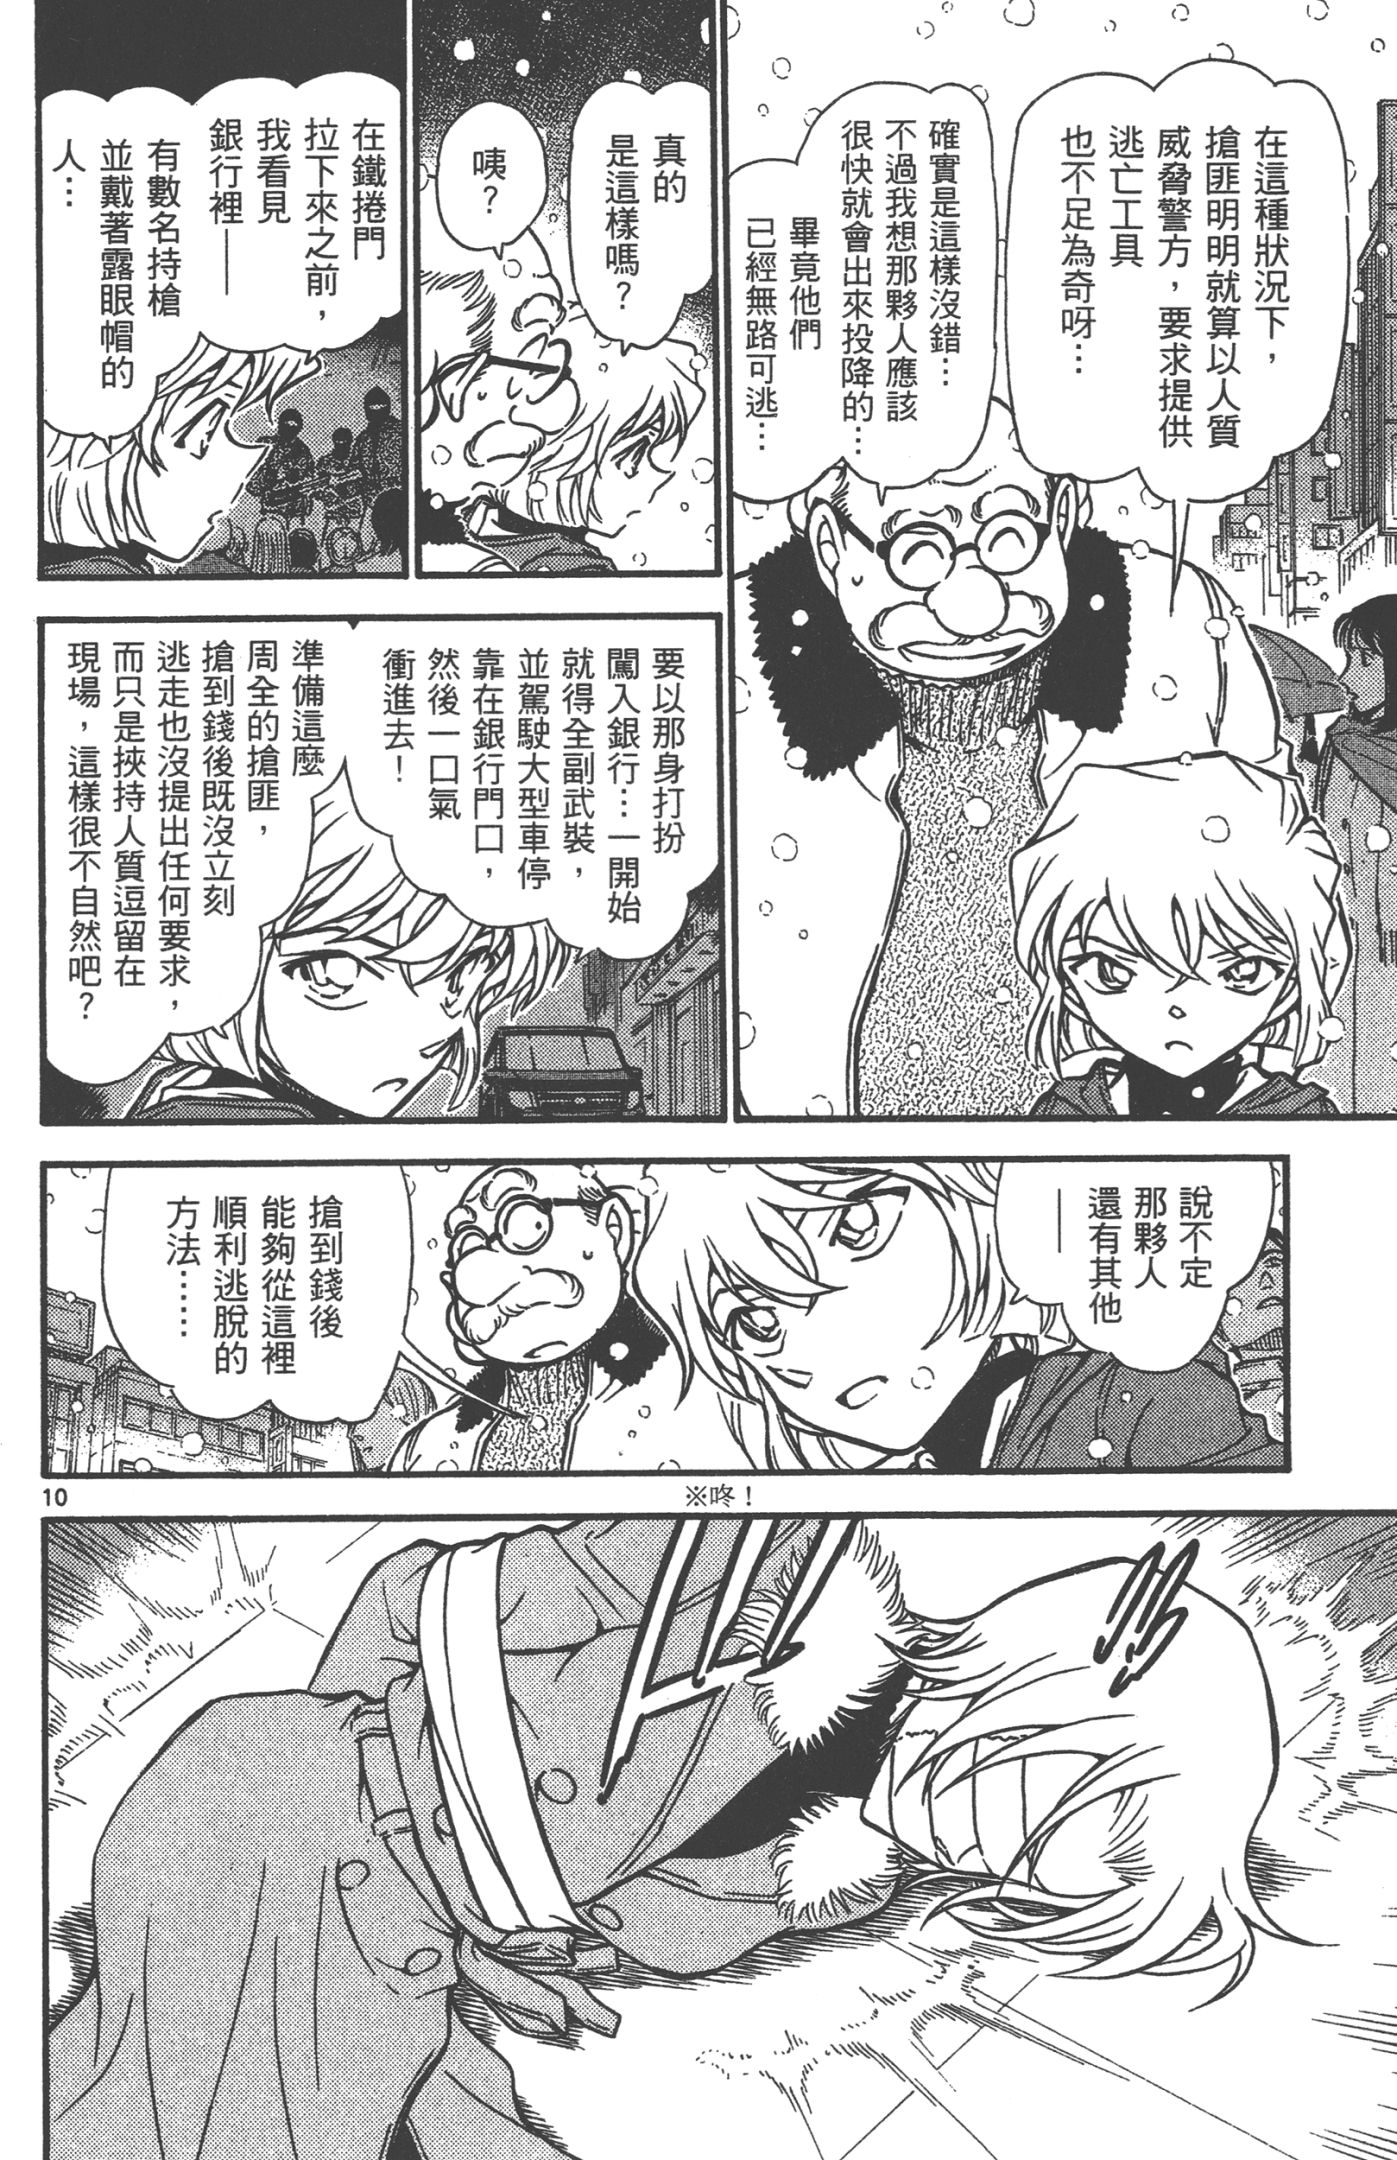 在這種狀況下，
搶匪明明就算以人質
威脅警方，要求提供
逃亡工具
也不足為奇呀…
確實是這樣沒錯…
不過我想那夥人應該
很快就會出來投降的…
畢竟他們
已經無路可逃…
真的
是這樣嗎？
咦？
在鐵捲門
拉下來之前，
我看見
銀行裡——
有數名持槍
並戴著露眼帽的
人…
要以那身打扮
闖入銀行…一開始
就得全副武裝，
並駕駛大型車停
靠在銀行門口，
然後一口氣
衝進去！
準備這麼
周全的搶匪，
搶到錢後既沒立刻
逃走也沒提出任何要求，
而只是挾持人質逗留在
現場，這樣很不自然吧？
說不定
那夥人
還有其他
——
搶到錢後
能夠從這裡
順利逃脫的
方法……
10
※咚！